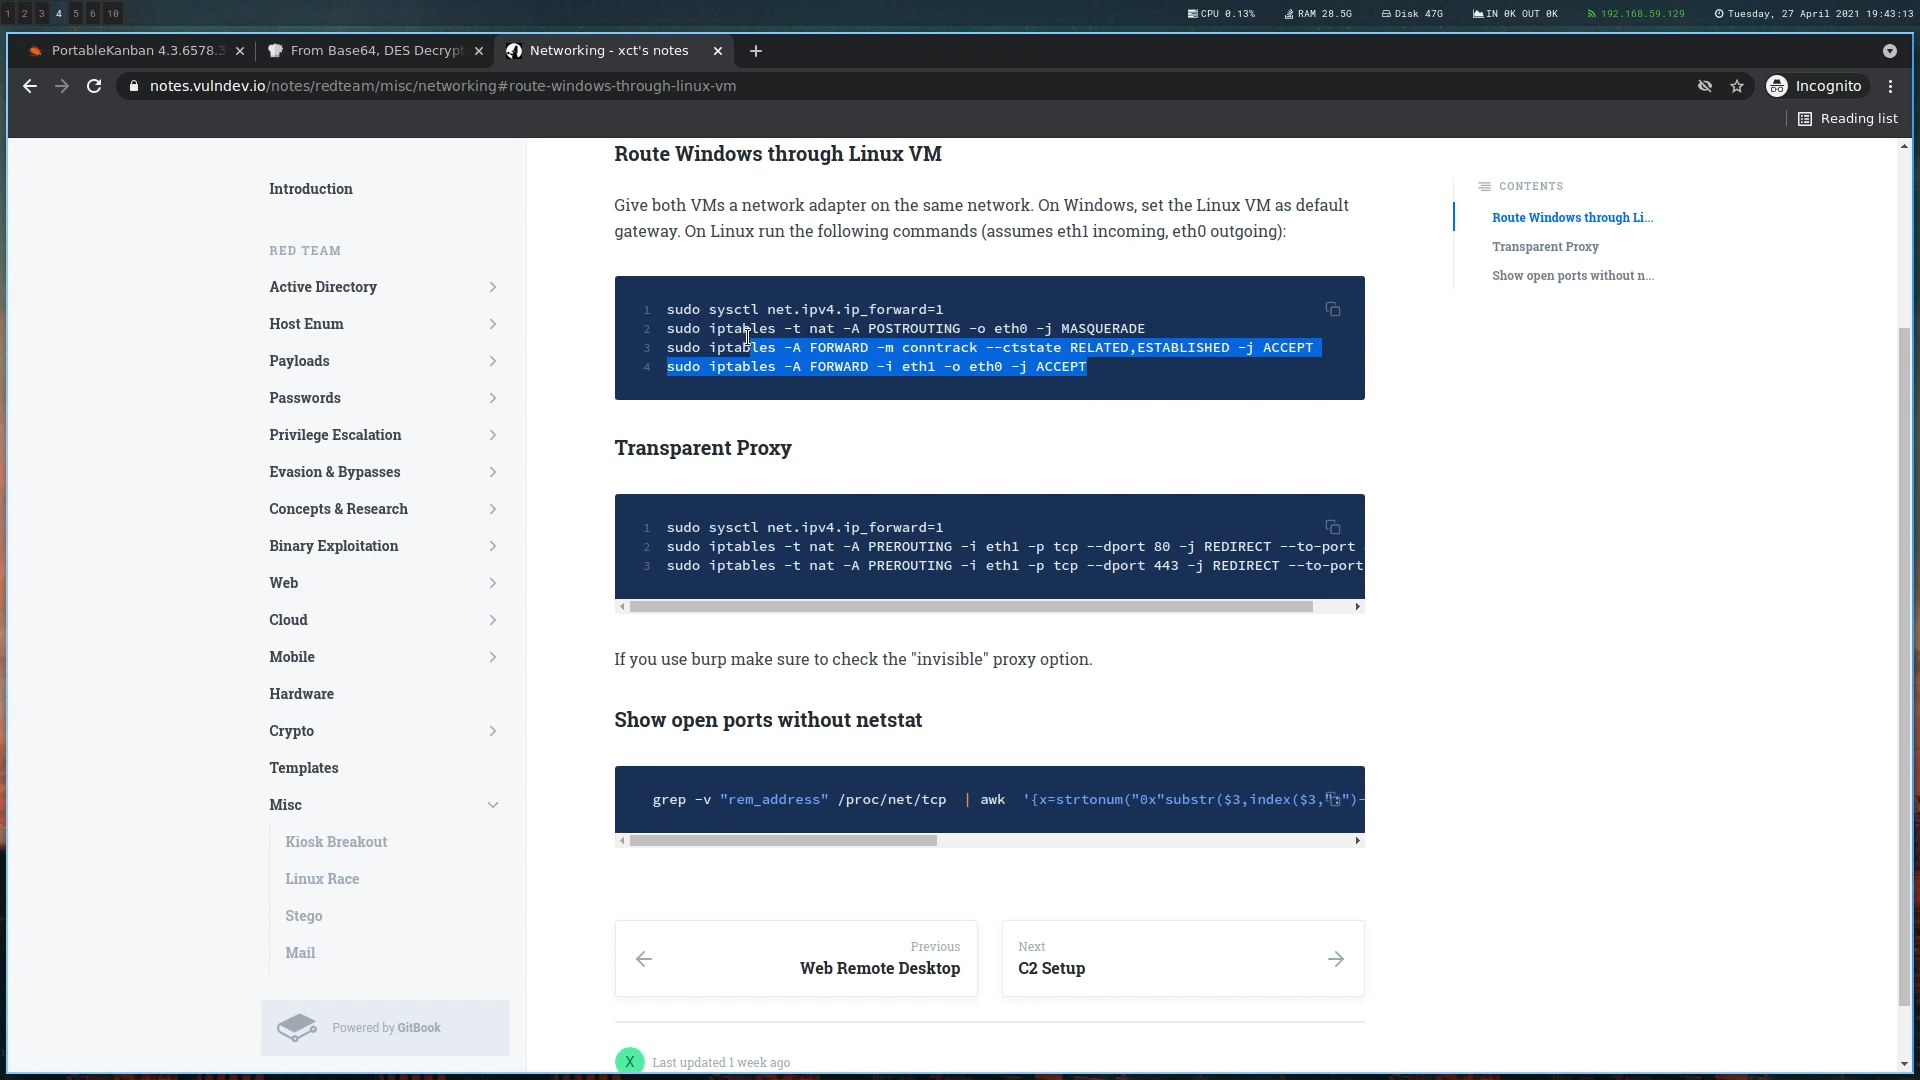 1 2 3 4 5 6 10
CPU 0.13% RAM 28.5G Disk 47G IN 0K OUT 0K 192.168.59.129 Tuesday, 27 April 2021 19:43:13
PortableKanban 4.3.6578.3 From Base64, DES Decrypt Networking - xct's notes
notes.vulndev.io/notes/redteam/misc/networking#route-windows-through-linux-vm
Incognito
Reading list
Introduction
RED TEAM
Active Directory
Host Enum
Payloads
Passwords
Privilege Escalation
Evasion & Bypasses
Concepts & Research
Binary Exploitation
Web
Cloud
Mobile
Hardware
Crypto
Templates
Misc
Kiosk Breakout
Linux Race
Stego
Mail
Powered by GitBook
Route Windows through Linux VM
Give both VMs a network adapter on the same network. On Windows, set the Linux VM as default
gateway. On Linux run the following commands (assumes eth1 incoming, eth0 outgoing):
1 sudo sysctl net.ipv4.ip_forward=1
2 sudo iptables -t nat -A POSTROUTING -o eth0 -j MASQUERADE
3 sudo iptables -A FORWARD -m conntrack --ctstate RELATED,ESTABLISHED -j ACCEPT
4 sudo iptables -A FORWARD -i eth1 -o eth0 -j ACCEPT
Transparent Proxy
1 sudo sysctl net.ipv4.ip_forward=1
2 sudo iptables -t nat -A PREROUTING -i eth1 -p tcp --dport 80 -j REDIRECT --to-port
3 sudo iptables -t nat -A PREROUTING -i eth1 -p tcp --dport 443 -j REDIRECT --to-port
If you use burp make sure to check the "invisible" proxy option.
Show open ports without netstat
grep -v "rem_address" /proc/net/tcp | awk '{x=strtonum("0x"substr($3,index($3,":")-
Previous
Web Remote Desktop
Next
C2 Setup
X Last updated 1 week ago
CONTENTS
Route Windows through Li...
Transparent Proxy
Show open ports without n...